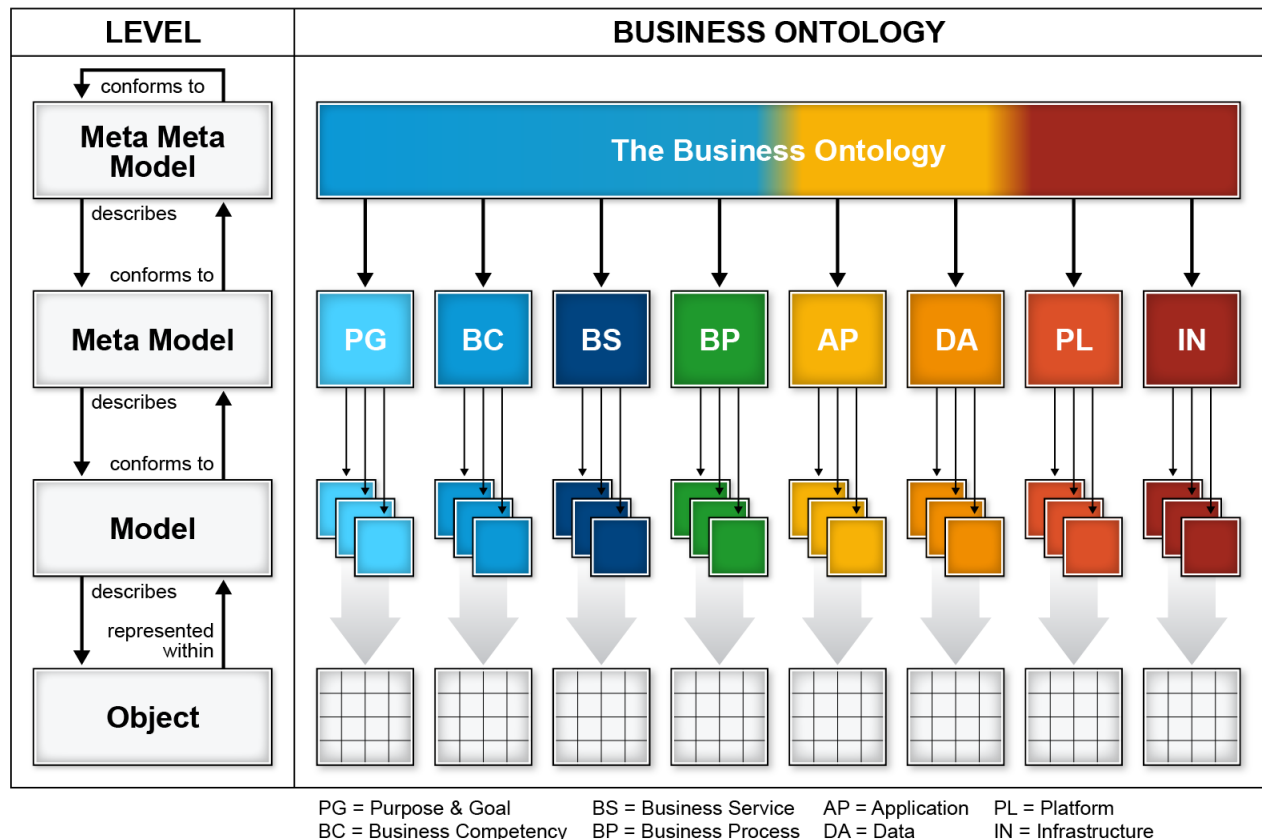 LEVEL
BUSINESS ONTOLOGY
conforms to
Meta Meta
Model
The Business Ontology
describes
conforms to
Meta Model
PG
BC
BS
BP
AP
DA
PL
IN
describes
conforms to
Model
describes
represented
within
Object
PG = Purpose & Goal
BS = Business Service
AP = Application
PL = Platform
BC = Business Competency
BP = Business Process
DA = Data
IN = Infrastructure